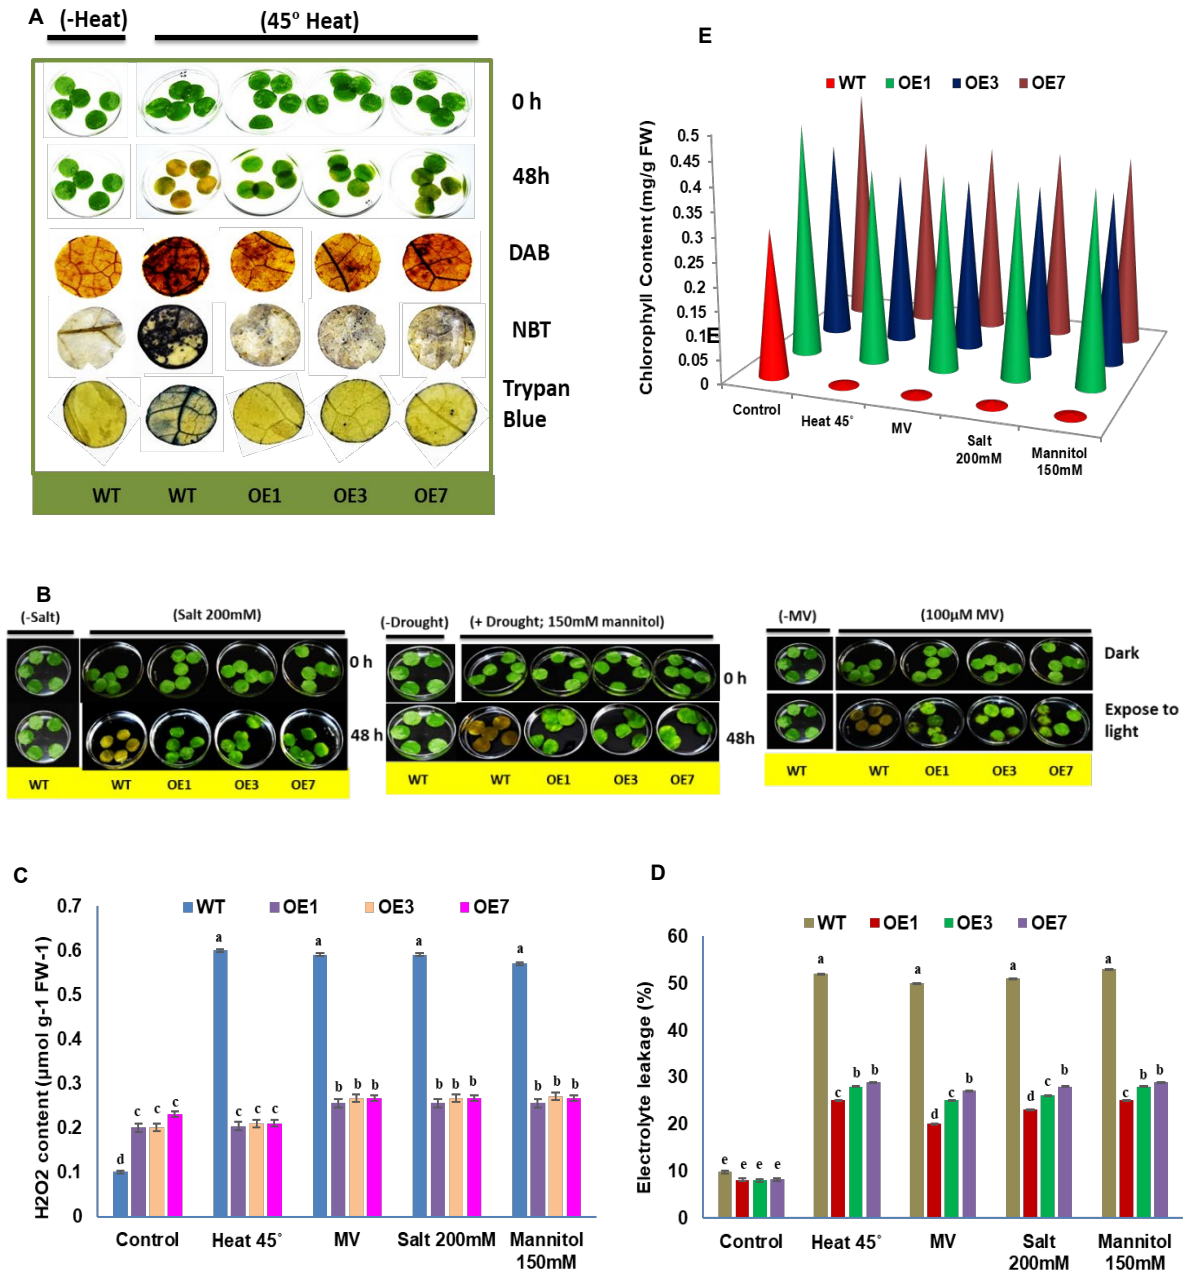 A
(-Heat)
(45° Heat)
0 h
48h
DAB
NBT
Trypan
Blue
WT WT OE1 OE3 OE7
E
WT OE1 OE3 OE7
Chlorophyll Content (mg/g FW)
0.5
0.45
0.4
0.35
0.3
0.25
0.2
0.15
0.1
E
0.05
0
Control
Heat 45°
MV
Salt
200mM
Mannitol
150mM
B
(-Salt)
(Salt 200mM)
0 h
48 h
WT WT OE1 OE3 OE7
(-Drought)
(+ Drought; 150mM mannitol)
0 h
48h
WT WT OE1 OE3 OE7
(-MV)
(100µM MV)
Dark
Expose to
light
WT WT OE1 OE3 OE7
C
WT OE1 OE3 OE7
H2O2 content (µmol g-1 FW-1)
0.7
0.6
0.5
0.4
0.3
0.2
0.1
0
d c c c
a c c c
a b b b
a b b b
a b b b
Control Heat 45° MV Salt 200mM Mannitol
150mM
D
WT OE1 OE3 OE7
Electrolyte leakage (%)
60
50
40
30
20
10
0
e e e e
a c b b
a d c b
a d c b
a c b b
Control Heat 45° MV Salt Mannitol
200mM 150mM